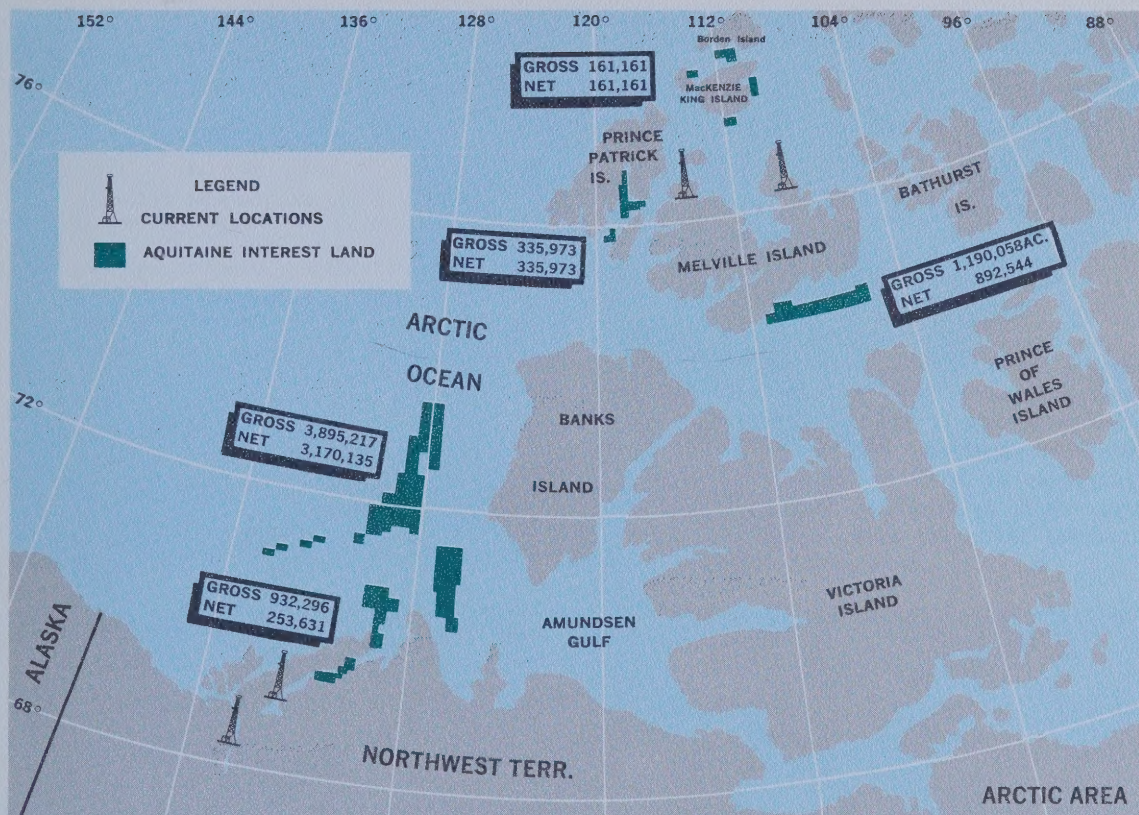 152° 144° 136° 128° 120° 112° 104° 96° 88°
Borden Island
GROSS 161,161
NET 161,161
MacKENZIE
KING ISLAND
76°
PRINCE
PATRICK
IS.
LEGEND
CURRENT LOCATIONS
AQUITAINE INTEREST LAND
BATHURST
IS.
GROSS 335,973
NET 335,973
MELVILLE ISLAND
GROSS 1,190,058AC.
NET 892,544
ARCTIC
OCEAN
PRINCE
OF
WALES
ISLAND
72°
GROSS 3,895,217
NET 3,170,135
BANKS
ISLAND
GROSS 932,296
NET 253,631
VICTORIA
ISLAND
AMUNDSEN
GULF
ALASKA
68°
NORTHWEST TERR.
ARCTIC AREA